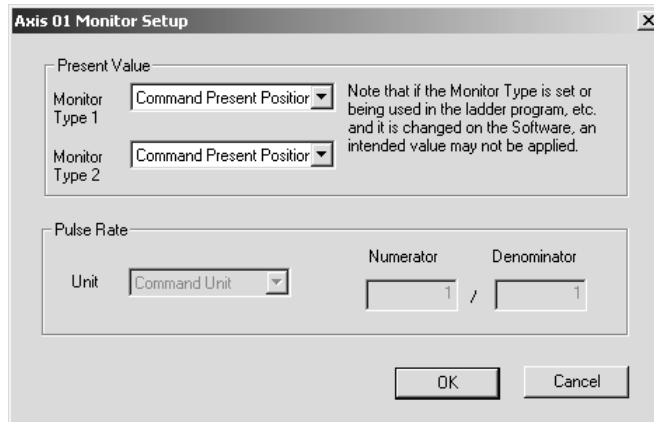 Axis 01 Monitor Setup
Present Value
Monitor
Type 1
Command Present Position
Note that if the Monitor Type is set or
being used in the ladder program, etc.
and it is changed on the Software, an
intended value may not be applied.
Monitor
Type 2
Command Present Position
Pulse Rate
Numerator Denominator
Unit Command Unit 1 / 1
OK Cancel